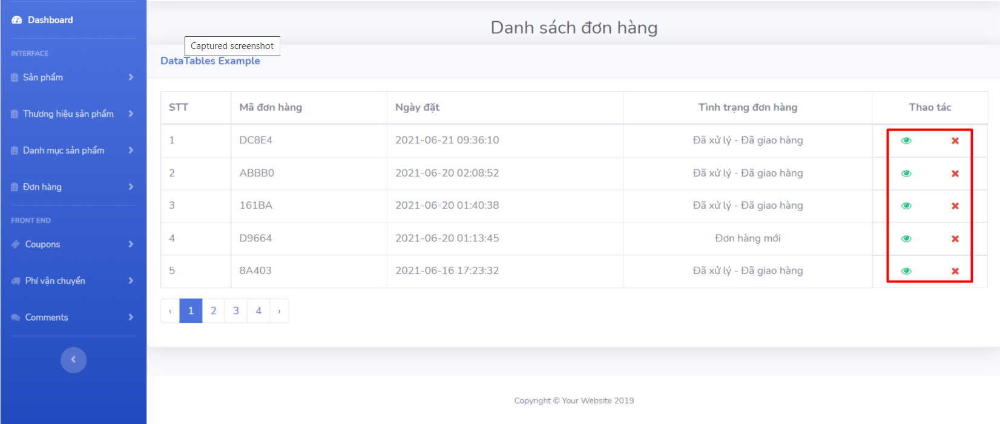 Dashboard
INTERFACE
Sản phẩm
Thương hiệu sản phẩm
Danh mục sản phẩm
Đơn hàng
FRONT END
Coupons
Phí vận chuyển
Comments
Danh sách đơn hàng
Captured screenshot
DataTables Example
STT Mã đơn hàng Ngày đặt Tình trạng đơn hàng Thao tác
1 DC8E4 2021-06-21 09:36:10 Đã xử lý - Đã giao hàng
2 ABBB0 2021-06-20 02:08:52 Đã xử lý - Đã giao hàng
3 161BA 2021-06-20 01:40:38 Đã xử lý - Đã giao hàng
4 D9664 2021-06-20 01:13:45 Đơn hàng mới
5 8A403 2021-06-16 17:23:32 Đã xử lý - Đã giao hàng
‹ 1 2 3 4 ›
Copyright © Your Website 2019